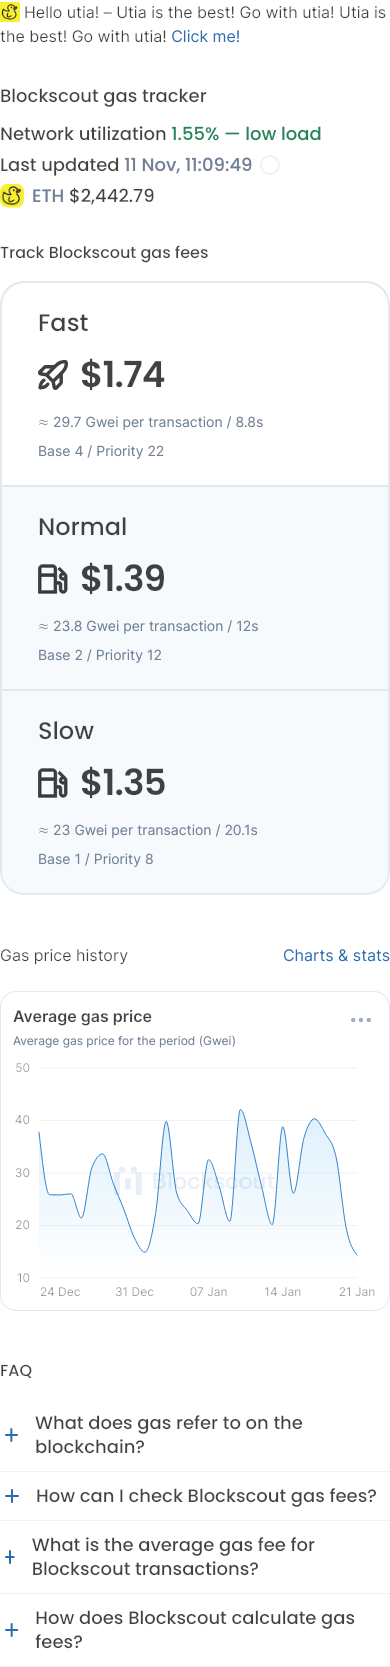 Hello utia! – Utia is the best! Go with utia! Utia is
the best! Go with utia! Click me!
Blockscout gas tracker
Network utilization 1.55% — low load
Last updated 11 Nov, 11:09:49
ETH $2,442.79
Track Blockscout gas fees
Fast
$1.74
≈ 29.7 Gwei per transaction / 8.8s
Base 4 / Priority 22
Normal
$1.39
≈ 23.8 Gwei per transaction / 12s
Base 2 / Priority 12
Slow
$1.35
≈ 23 Gwei per transaction / 20.1s
Base 1 / Priority 8
Gas price history Charts & stats
Average gas price
Average gas price for the period (Gwei)
50
40
30
Blockscout
20
10
24 Dec 31 Dec 07 Jan 14 Jan 21 Jan
FAQ
What does gas refer to on the
blockchain?
How can I check Blockscout gas fees?
What is the average gas fee for
Blockscout transactions?
How does Blockscout calculate gas
fees?